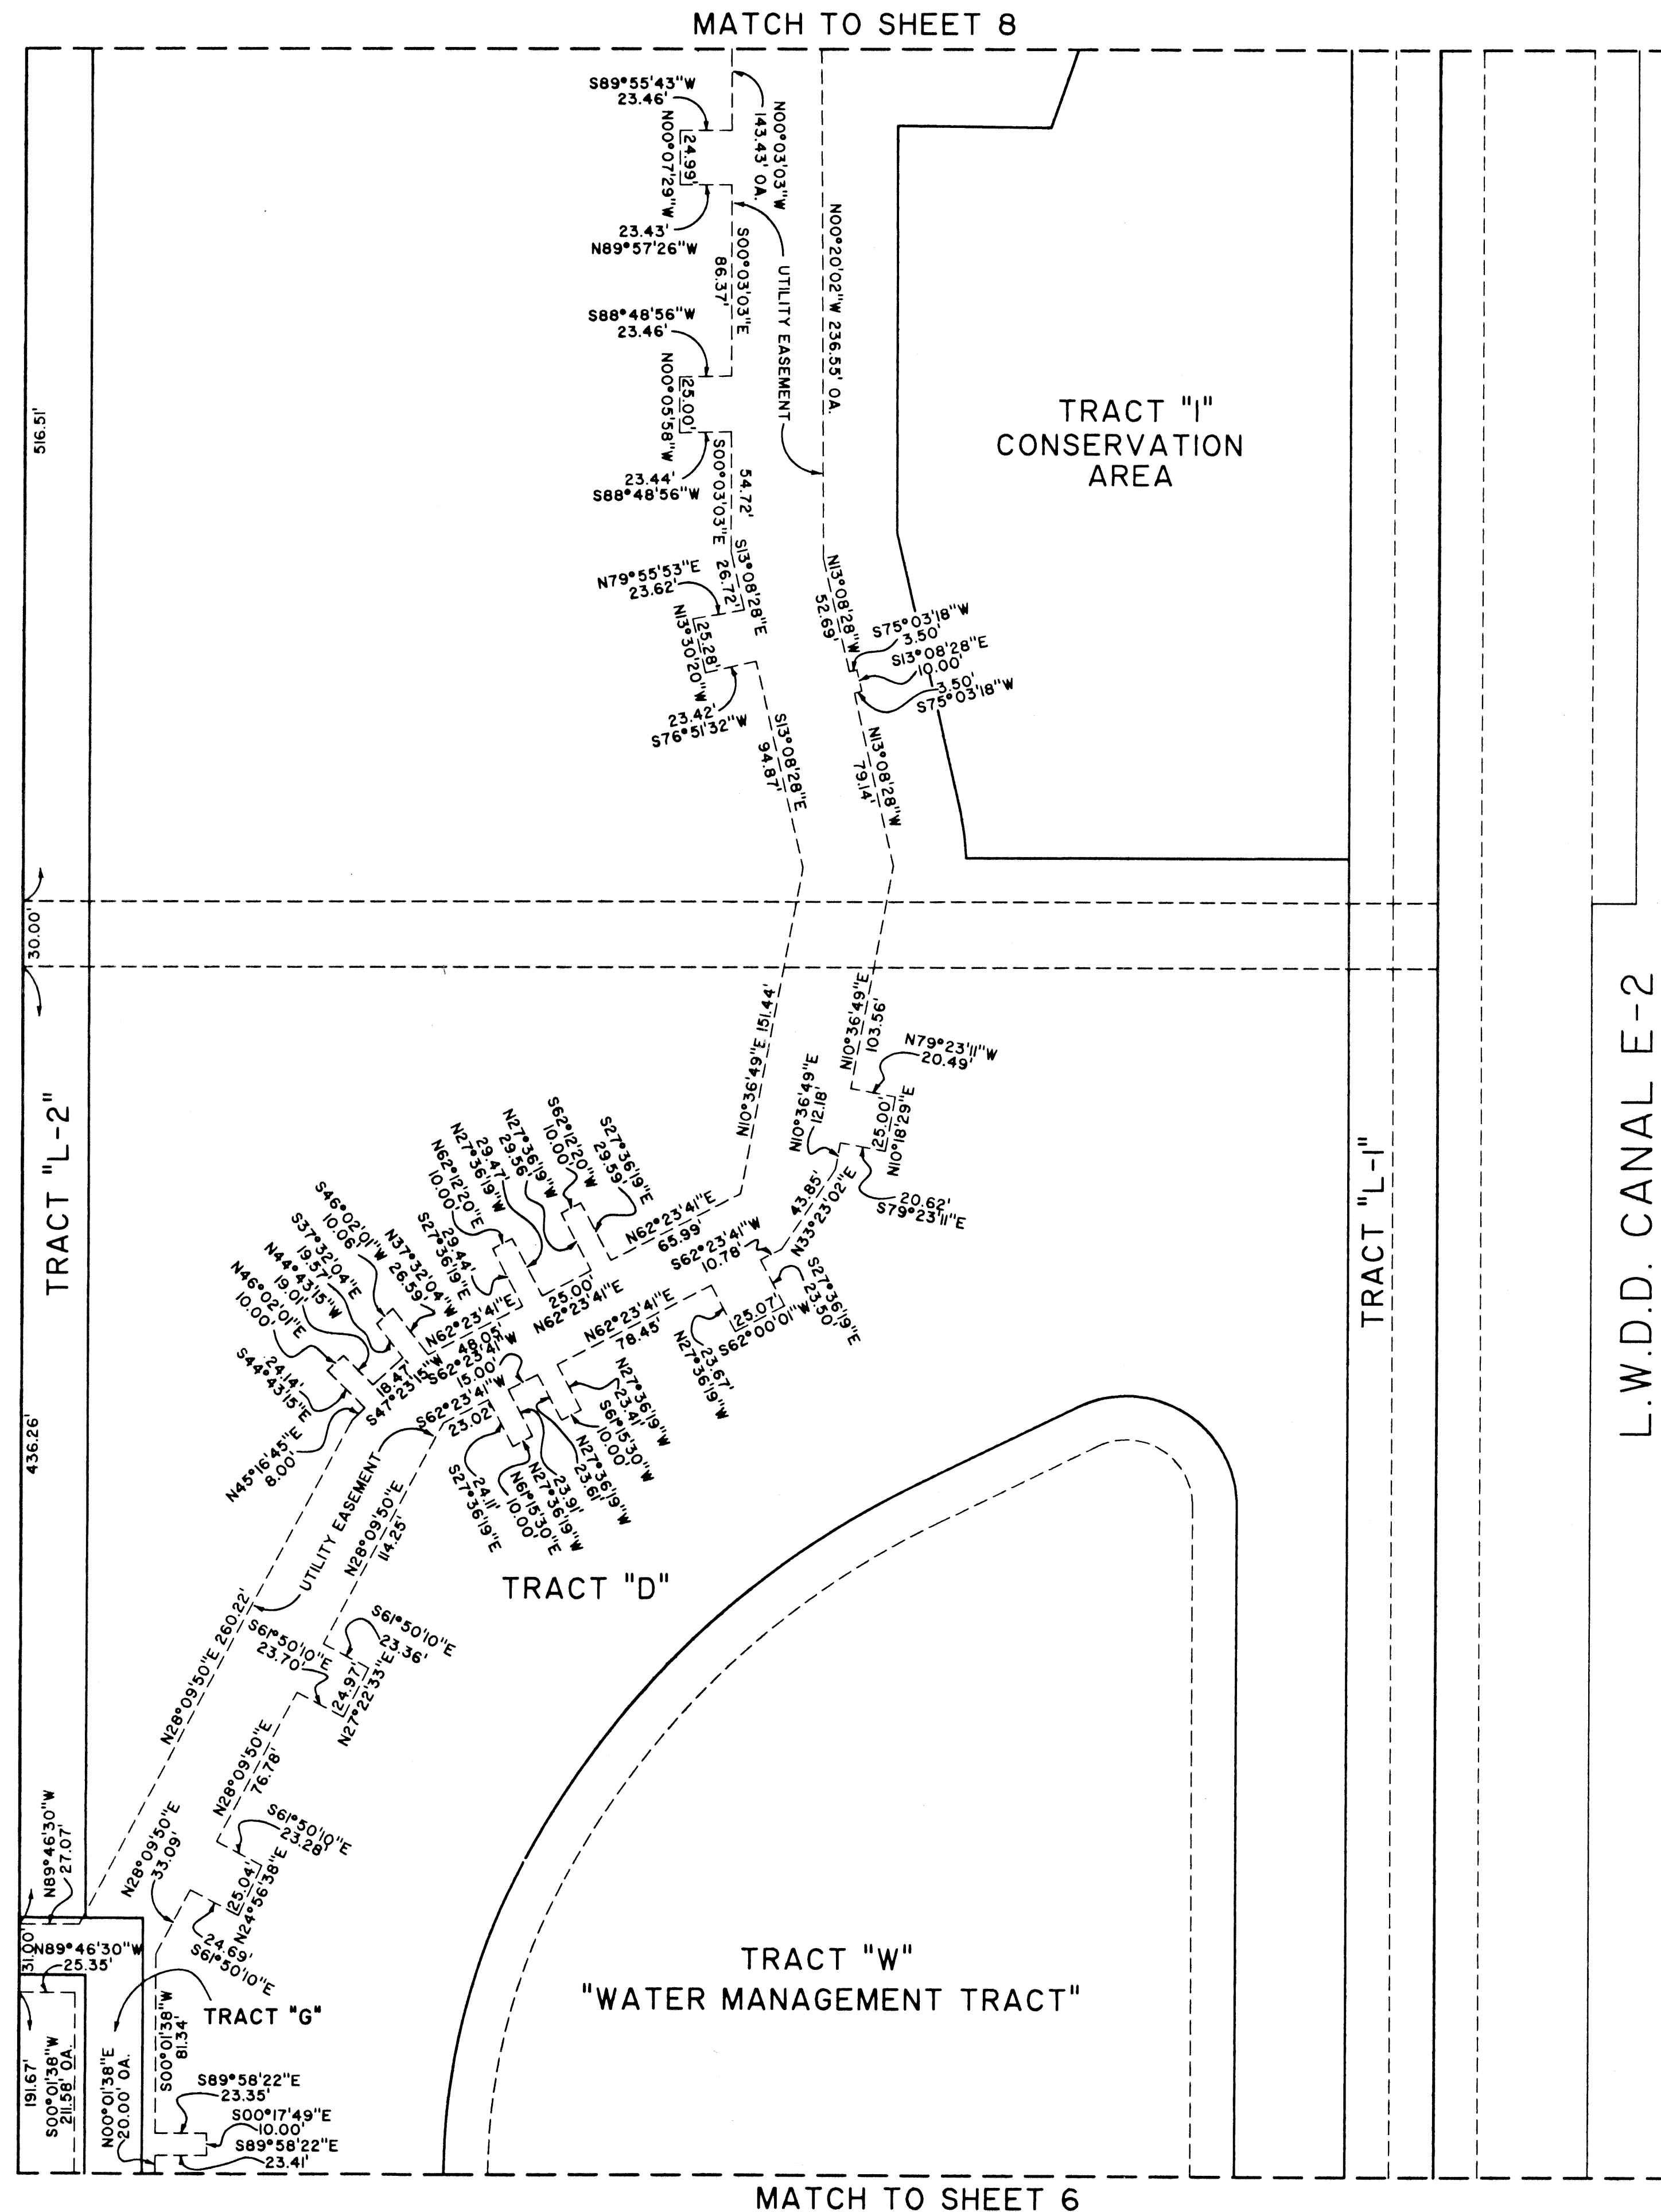 MATCH TO SHEET 8
S89°55'43"W
23.46'
N00°07'29"W
24.99'
23.43'
N89°57'26"W
N00°03'03"W
143.43' OA.
S00°03'03"E
86.37'
UTILITY EASEMENT
N00°20'02"W 236.55' OA.
S88°48'56"W
23.46'
N00°05'58"W
25.00'
23.44'
S88°48'56"W
54.72'
S00°03'03"E
TRACT "I"
CONSERVATION
AREA
516.51'
S13°08'28"E
26.72'
N79°55'53"E
23.62'
N13°30'20"W
25.28'
23.42'
S76°51'32"W
N13°08'28"W
52.69'
S75°03'18"W
3.50'
S13°08'28"E
10.00'
3.50'
S75°03'18"W
S13°08'28"E
94.87'
N13°08'28"W
79.14'
30.00'
N10°36'49"E 151.44'
N10°36'49"E
103.56'
N79°23'11"W
20.49'
25.00'
N10°18'29"E
N10°36'49"E
12.18'
20.62'
S79°23'11"E
43.85'
N33°23'02"E
TRACT "L-2"
TRACT "L-1"
L.W.D.D. CANAL E-2
S27°36'19"E
29.59'
S62°12'20"W
10.00'
N27°36'19"W
29.56'
29.47'
N27°36'19"W
N62°12'20"E
10.00'
29.44'
S27°36'19"E
N62°23'41"E
65.99'
S62°23'41"W
10.78'
S27°36'19"E
23.50'
25.07'
S62°00'01"W
23.67'
N27°36'19"W
25.00'
N62°23'41"E
N62°23'41"E
78.45'
N62°23'41"E
48.05'
S46°02'01"W
10.06'
N37°32'04"W
26.59'
S37°32'04"E
19.57'
N44°43'15"W
19.01'
N46°02'01"E
10.00'
24.14'
S44°43'15"E
18.47'
S47°23'15"W
N45°16'45"E
8.00'
S62°23'41"W
15.00'
S62°23'41"W
23.02'
N27°36'19"W
23.41'
S61°15'30"W
10.00'
N27°36'19"W
23.61'
23.91'
N27°36'19"W
N61°15'30"E
10.00'
24.11'
S27°36'19"E
436.26'
UTILITY EASEMENT
N28°09'50"E
114.25'
N28°09'50"E 260.22'
TRACT "D"
S61°50'10"E
23.36'
S61°50'10"E
23.70'
24.97'
N27°22'33"E
N28°09'50"E
76.78'
S61°50'10"E
23.28'
25.04'
N24°56'38"E
N28°09'50"E
33.09'
24.69'
S61°50'10"E
N89°46'30"W
27.07'
31.00'
N89°46'30"W
25.35'
TRACT "G"
TRACT "W"
"WATER MANAGEMENT TRACT"
191.67'
S00°01'38"W
211.58' OA.
N00°01'38"E
20.00' OA.
S00°01'38"W
81.34'
S89°58'22"E
23.35'
S00°17'49"E
10.00'
S89°58'22"E
23.41'
MATCH TO SHEET 6